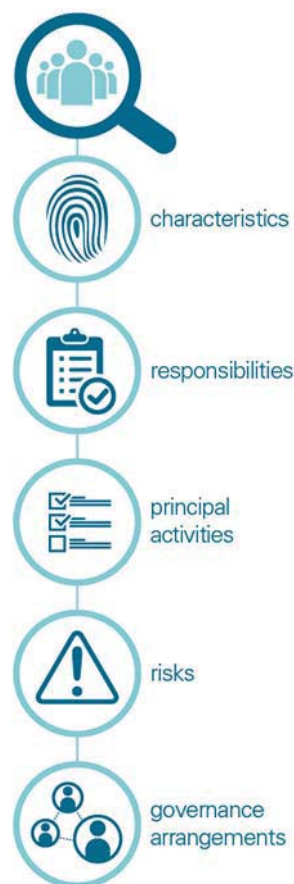 characteristics
responsibilities
principal
activities
risks
governance
arrangements